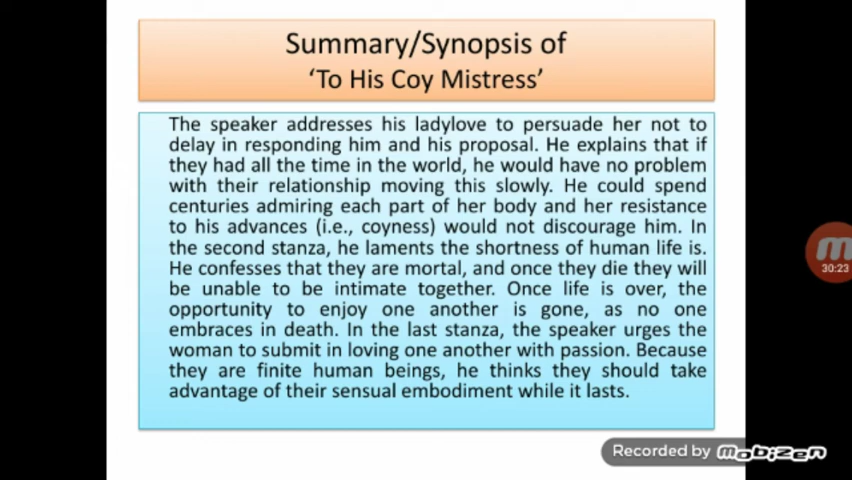 Summary/Synopsis of
'To His Coy Mistress'
The speaker addresses his ladylove to persuade her not to
delay in responding him and his proposal. He explains that if
they had all the time in the world, he would have no problem
with their relationship moving this slowly. He could spend
centuries admiring each part of her body and her resistance
to his advances (i.e., coyness) would not discourage him. In
the second stanza, he laments the shortness of human life is.
He confesses that they are mortal, and once they die they will
be unable to be intimate together. Once life is over, the
opportunity to enjoy one another is gone, as no one
embraces in death. In the last stanza, the speaker urges the
woman to submit in loving one another with passion. Because
they are finite human beings, he thinks they should take
advantage of their sensual embodiment while it lasts.
30:23
Recorded by mobizen